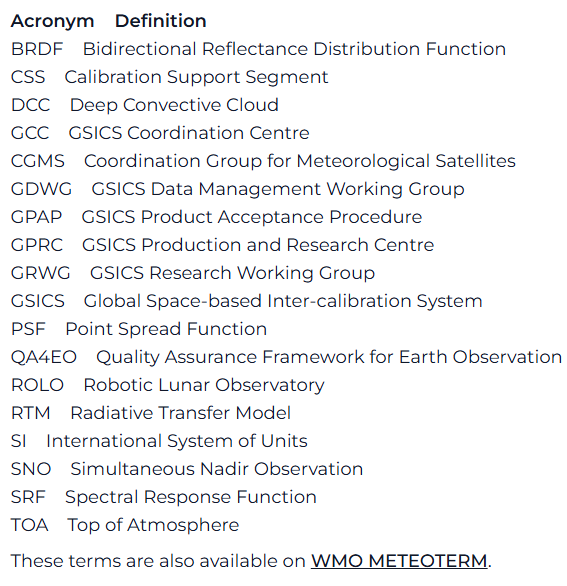 Acronym Definition
BRDF Bidirectional Reflectance Distribution Function
CSS Calibration Support Segment
DCC Deep Convective Cloud
GCC GSICS Coordination Centre
CGMS Coordination Group for Meteorological Satellites
GDWG GSICS Data Management Working Group
GPAP GSICS Product Acceptance Procedure
GPRC GSICS Production and Research Centre
GRWG GSICS Research Working Group
GSICS Global Space-based Inter-calibration System
PSF Point Spread Function
QA4EO Quality Assurance Framework for Earth Observation
ROLO Robotic Lunar Observatory
RTM Radiative Transfer Model
SI International System of Units
SNO Simultaneous Nadir Observation
SRF Spectral Response Function
TOA Top of Atmosphere
These terms are also available on WMO METEOTERM.